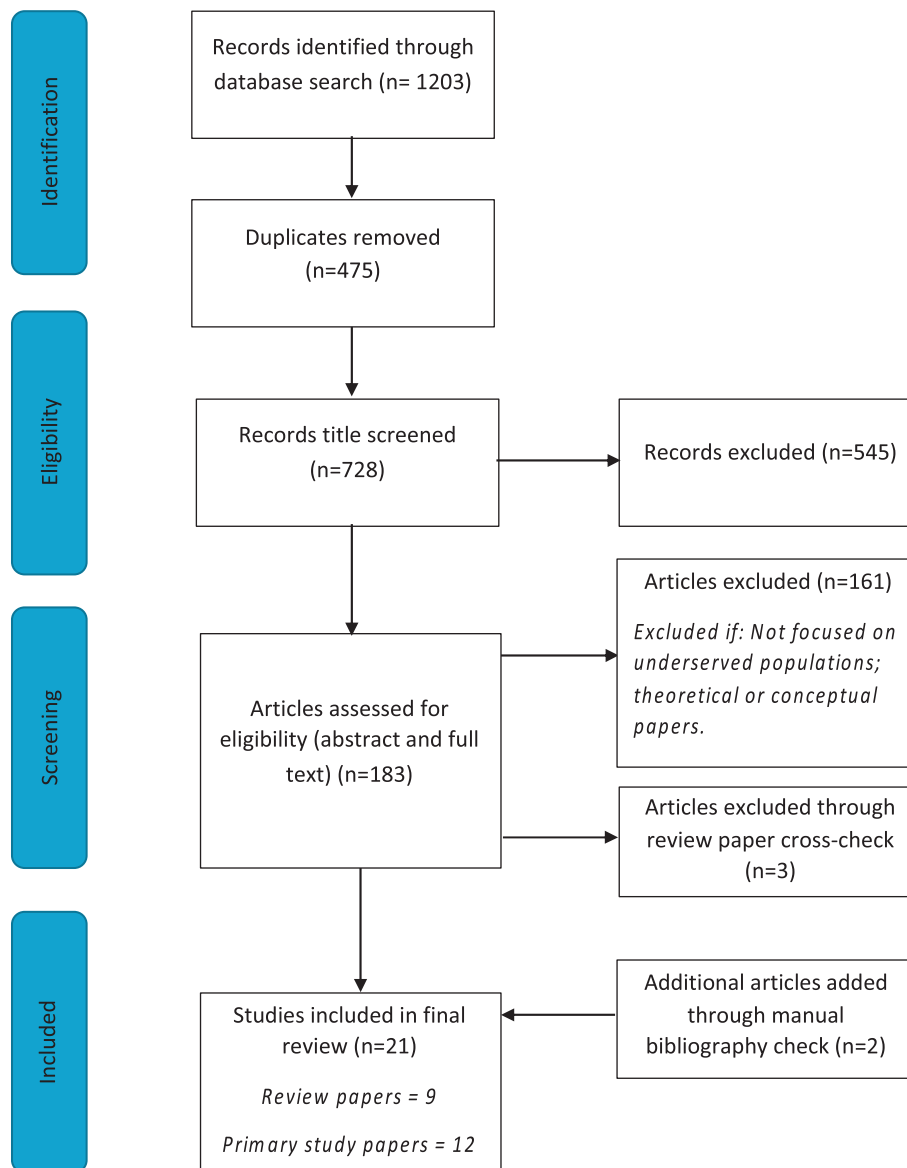 Identification
Records identified through
database search (n= 1203)
Duplicates removed
(n=475)
Eligibility
Records title screened
(n=728)
Records excluded (n=545)
Screening
Articles assessed for
eligibility (abstract and full
text) (n=183)
Articles excluded (n=161)
Excluded if: Not focused on
underserved populations;
theoretical or conceptual
papers.
Articles excluded through
review paper cross-check
(n=3)
Included
Studies included in final
review (n=21)
Review papers = 9
Primary study papers = 12
Additional articles added
through manual
bibliography check (n=2)